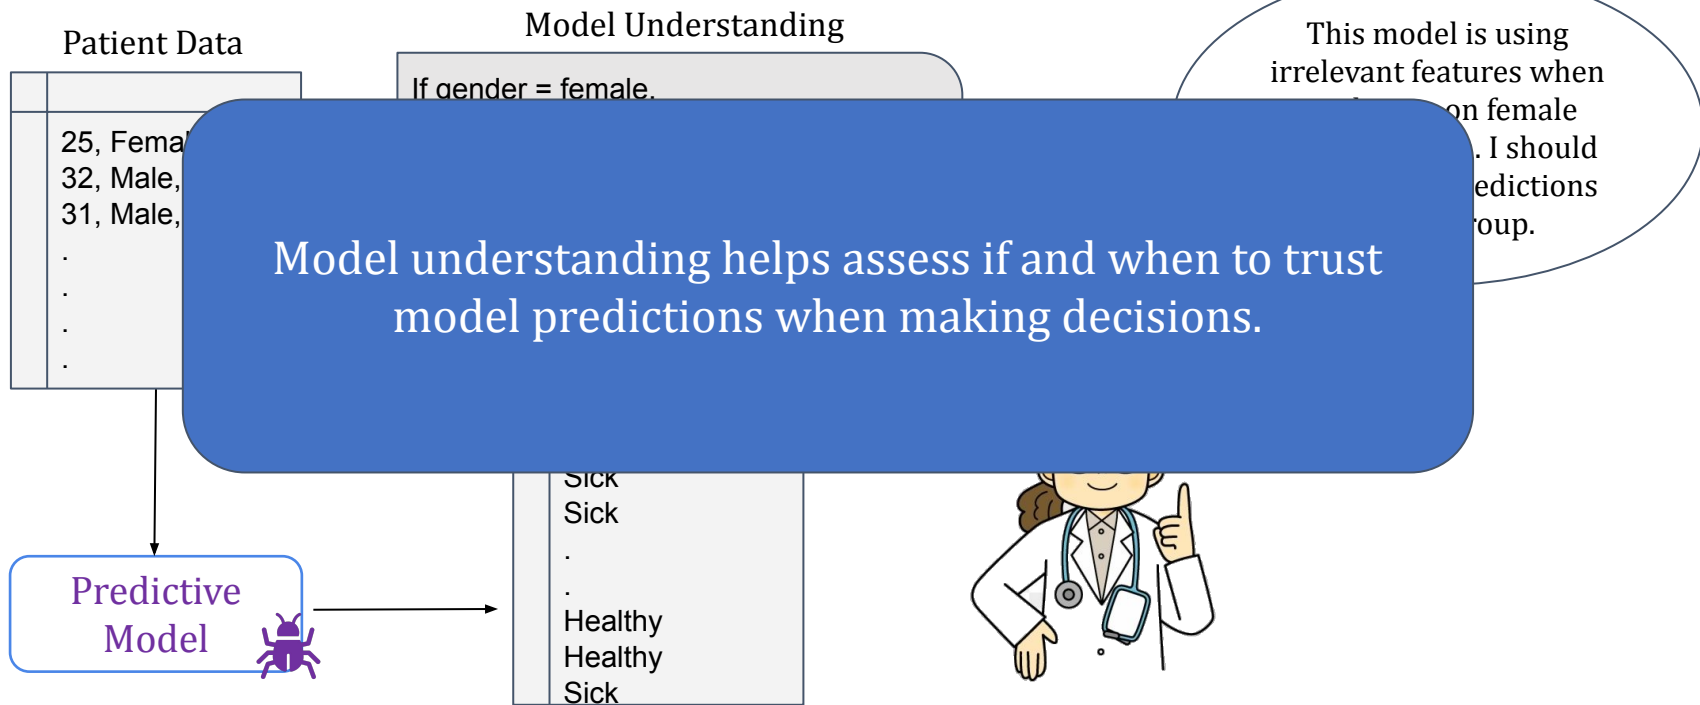 Patient Data
25, Fema
32, Male,
31, Male,
.
.
.
.
Model Understanding
If gender = female,
This model is using
irrelevant features when
on female
. I should
edictions
roup.
Model understanding helps assess if and when to trust
model predictions when making decisions.
Predictive
Model
Sick
Sick
.
.
Healthy
Healthy
Sick